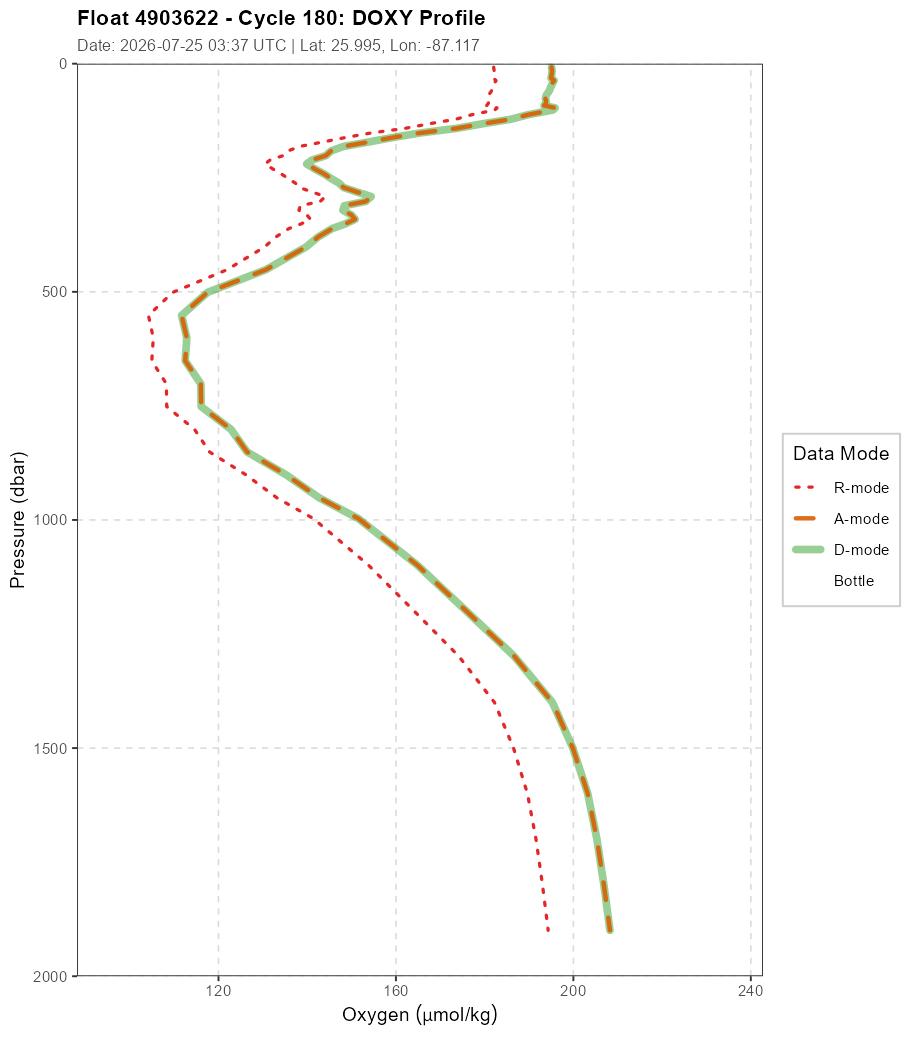 Float 4903622 - Cycle 180: DOXY Profile
Date: 2026-07-25 03:37 UTC | Lat: 25.995, Lon: -87.117
0
500
1000
1500
2000
Pressure (dbar)
120
160
200
240
Oxygen (μmol/kg)
Data Mode
R-mode
A-mode
D-mode
Bottle